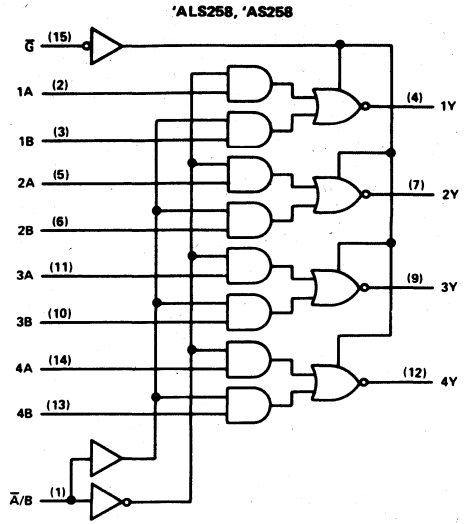 'ALS258, 'AS258
G̅ (15)
1A (2)
(4) 1Y
1B (3)
2A (5)
(7) 2Y
2B (6)
3A (11)
(9) 3Y
3B (10)
4A (14)
(12) 4Y
4B (13)
A̅/B (1)